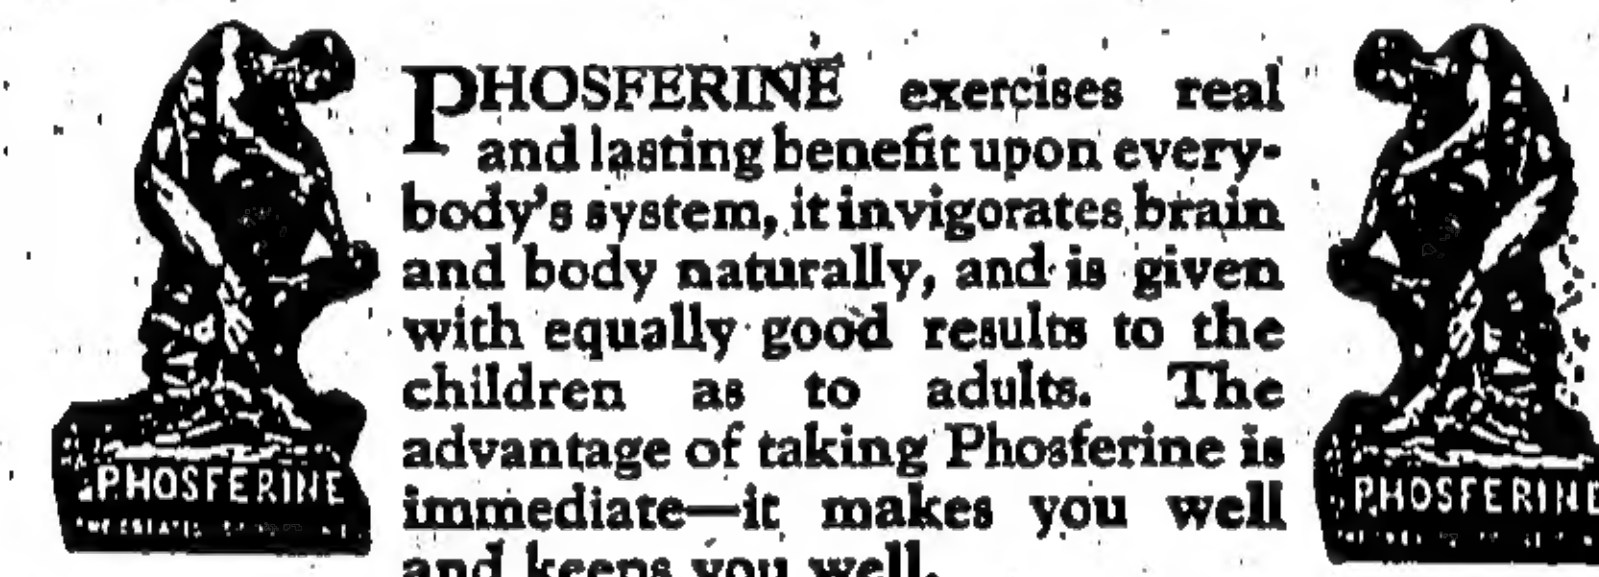 PHOSFERINE exercises real
and lasting benefit upon every-
body's system, it invigorates brain
and body naturally, and is given
with equally good results to the
children as to adults. The
advantage of taking Phosferine is
immediate—it makes you well
and keeps you well.
PHOSFERINE
PHOSFERINE